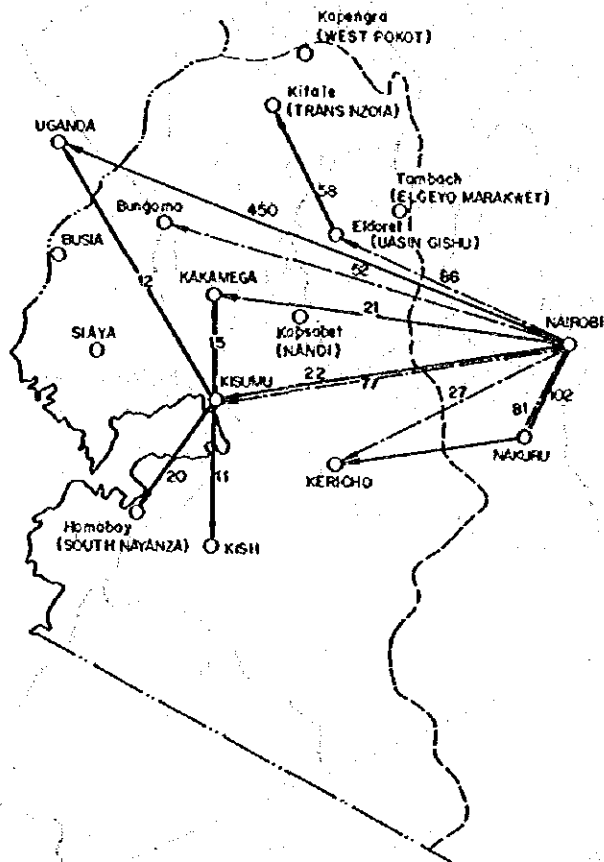 Kapengra
(WEST POKOT)
Kitale
(TRANS NZOIA)
UGANDA
58
Tambach
(ELGEYO MARAKWET)
450
Bungoma
Eldoret
(UASIN GISHU)
BUSIA
52
86
12
KAKAMEGA
21
NAIROBI
Kapsabet
(NANDI)
SIAYA
15
22
77
KISUMU
27
81
102
NAKURU
KERICHO
20
11
Homabay
(SOUTH NAYANZA)
KISII